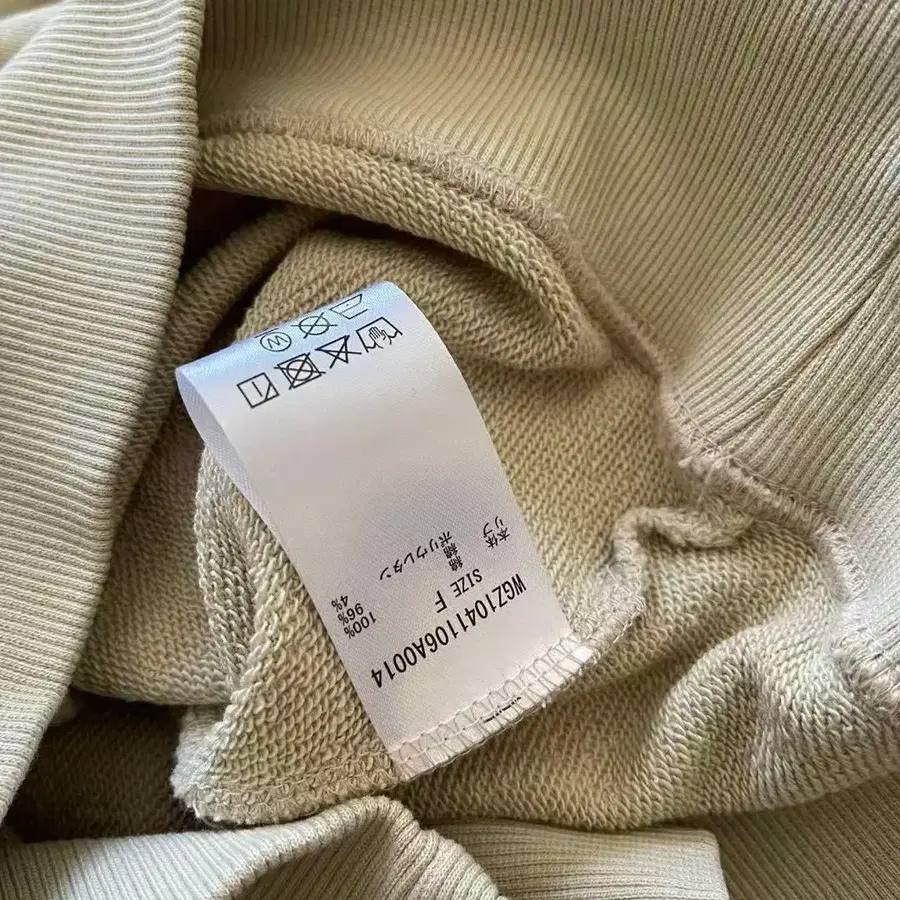 WGZ1041106A0014
SIZE F
本体 綿 100%
リブ 綿 96%
ポリウレタン 4%
W